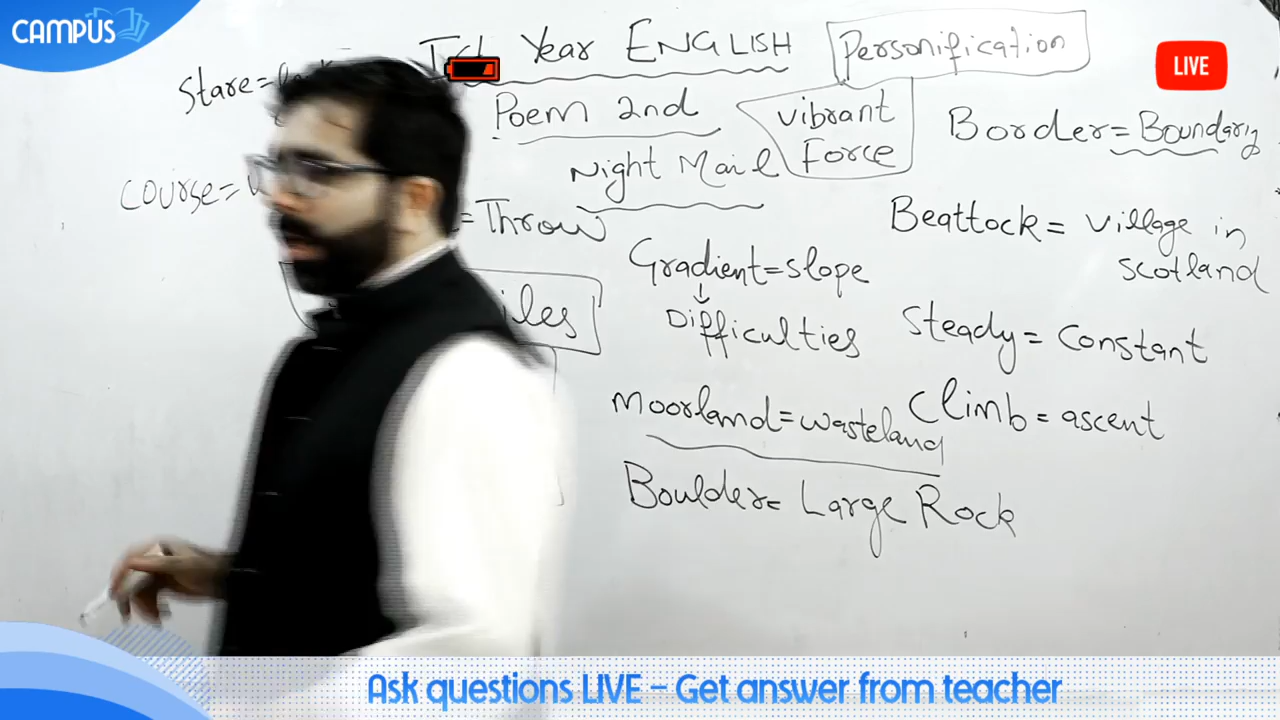 CAMPUS
LIVE
Year ENGLISH
Personification
Stare=
Poem 2nd
vibrant
Force
Border=Boundariy
Night Mail
Course=
=Throw
Beattock= village in
scotland
Gradient=slope
Difficulties
Steady= Constant
Moorland=wasteland
Climb= ascent
Boulder= Large Rock
Ask questions LIVE – Get answer from teacher